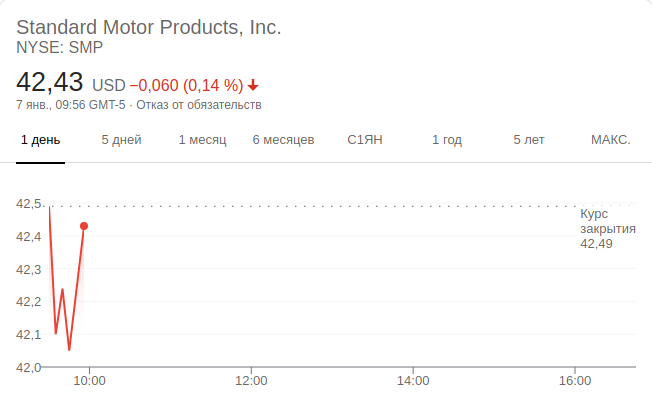 Standard Motor Products, Inc.
NYSE: SMP
42,43 USD −0,060 (0,14 %)
7 янв., 09:56 GMT-5 · Отказ от обязательств
1 день 5 дней 1 месяц 6 месяцев С1ЯН 1 год 5 лет МАКС.
42,5
Курс
закрытия
42,49
42,4
42,3
42,2
42,1
42,0
10:00 12:00 14:00 16:00